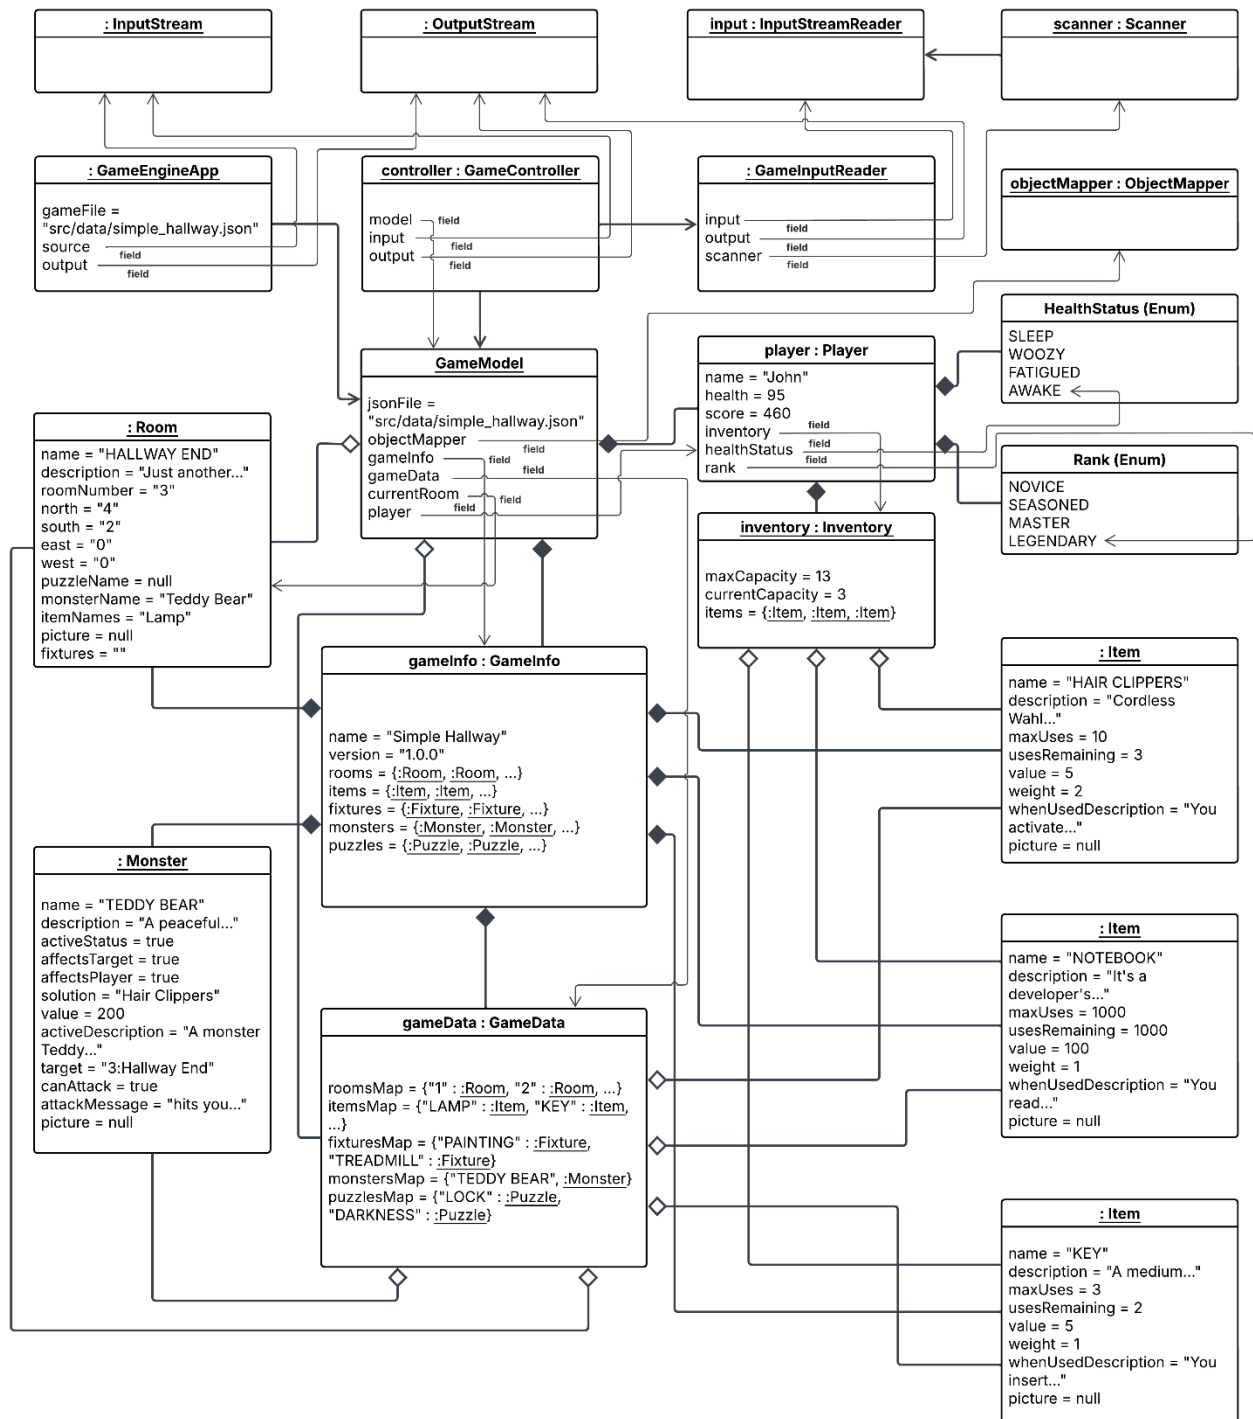 : InputStream
: OutputStream
input : InputStreamReader
scanner : Scanner
: GameEngineApp
gameFile =
"src/data/simple_hallway.json"
source
field
output
field
controller : GameController
model
field
input
field
output
field
: GameInputReader
input
field
output
field
scanner
field
objectMapper : ObjectMapper
HealthStatus (Enum)
SLEEP
WOOZY
FATIGUED
AWAKE
GameModel
jsonFile =
"src/data/simple_hallway.json"
objectMapper
field
gameInfo
field
gameData
field
currentRoom
field
player
field
player : Player
name = "John"
health = 95
score = 460
inventory
field
healthStatus
field
rank
field
Rank (Enum)
NOVICE
SEASONED
MASTER
LEGENDARY
: Room
name = "HALLWAY END"
description = "Just another..."
roomNumber = "3"
north = "4"
south = "2"
east = "0"
west = "0"
puzzleName = null
monsterName = "Teddy Bear"
itemNames = "Lamp"
picture = null
fixtures = ""
inventory : Inventory
maxCapacity = 13
currentCapacity = 3
items = {:Item, :Item, :Item}
gameInfo : GameInfo
name = "Simple Hallway"
version = "1.0.0"
rooms = {:Room, :Room, ...}
items = {:Item, :Item, ...}
fixtures = {:Fixture, :Fixture, ...}
monsters = {:Monster, :Monster, ...}
puzzles = {:Puzzle, :Puzzle, ...}
: Item
name = "HAIR CLIPPERS"
description = "Cordless
Wahl..."
maxUses = 10
usesRemaining = 3
value = 5
weight = 2
whenUsedDescription = "You
activate..."
picture = null
: Monster
name = "TEDDY BEAR"
description = "A peaceful..."
activeStatus = true
affectsTarget = true
affectsPlayer = true
solution = "Hair Clippers"
value = 200
activeDescription = "A monster
Teddy..."
target = "3:Hallway End"
canAttack = true
attackMessage = "hits you..."
picture = null
: Item
name = "NOTEBOOK"
description = "It's a
developer's..."
maxUses = 1000
usesRemaining = 1000
value = 100
weight = 1
whenUsedDescription = "You
read..."
picture = null
gameData : GameData
roomsMap = {"1" : :Room, "2" : :Room, ...}
itemsMap = {"LAMP" : :Item, "KEY" : :Item,
...}
fixturesMap = {"PAINTING" : :Fixture,
"TREADMILL" : :Fixture}
monstersMap = {"TEDDY BEAR", :Monster}
puzzlesMap = {"LOCK" : :Puzzle,
"DARKNESS" : :Puzzle}
: Item
name = "KEY"
description = "A medium..."
maxUses = 3
usesRemaining = 2
value = 5
weight = 1
whenUsedDescription = "You
insert..."
picture = null